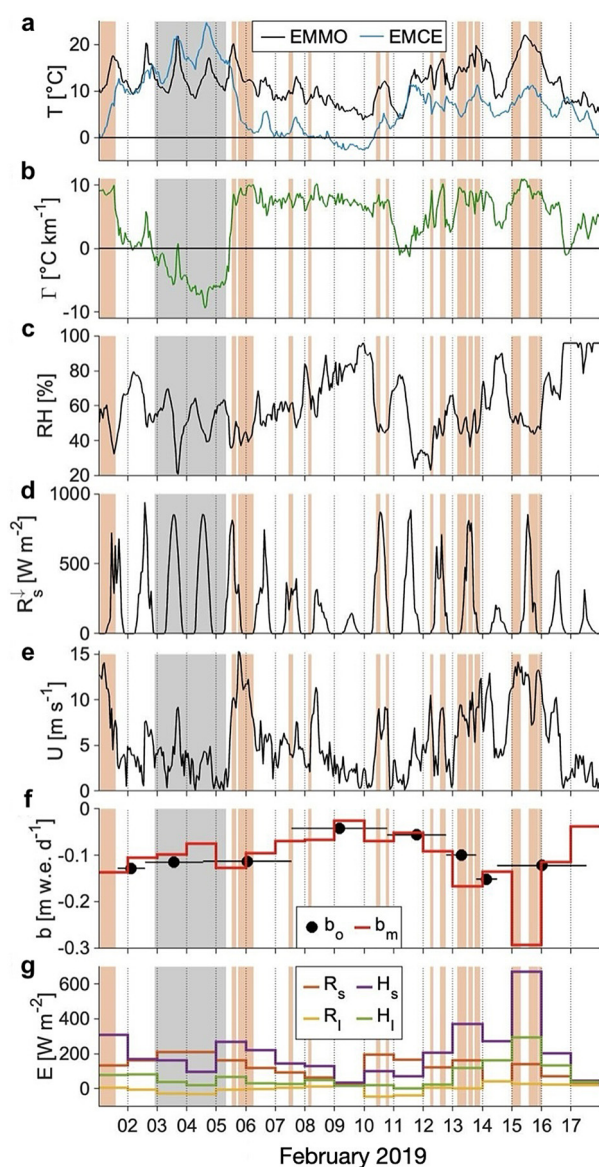 a
T [°C]
20
10
0
EMMO
EMCE
b
Γ [°C km⁻¹]
10
0
-10
c
RH [%]
100
80
60
40
20
d
R↓s [W m⁻²]
1000
500
0
e
U [m s⁻¹]
15
10
5
0
f
b [m w.e. d⁻¹]
0
-0.1
-0.2
-0.3
bo
bm
g
E [W m⁻²]
600
400
200
0
Rs
Hs
Rl
Hl
02 03 04 05 06 07 08 09 10 11 12 13 14 15 16 17
February 2019